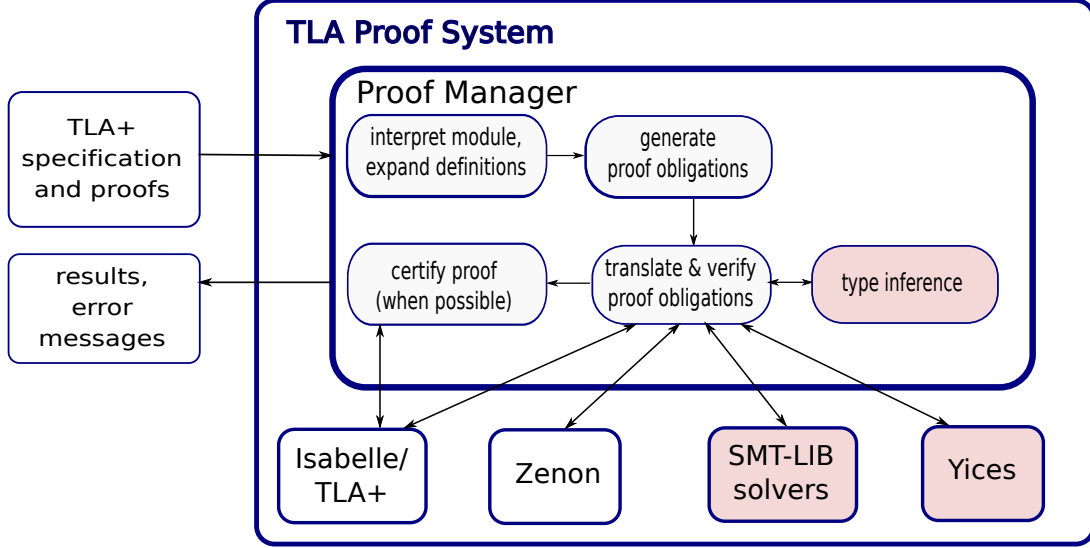 TLA Proof System
Proof Manager
TLA+
specification
and proofs
interpret module,
expand definitions
generate
proof obligations
results,
error
messages
certify proof
(when possible)
translate & verify
proof obligations
type inference
Isabelle/
TLA+
Zenon
SMT-LIB
solvers
Yices